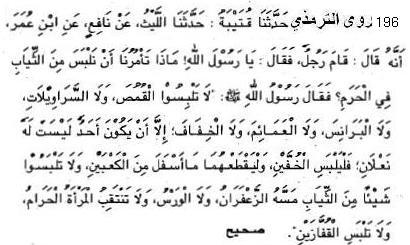 196 روى الترمذي حَدَّثَنَا قُتَيْبَةُ : حَدَّثَنَا اللَّيْثُ، عَنْ نَافِعٍ، عَنِ ابْنِ عُمَرَ،
أَنَّهُ قَالَ : قَامَ رَجُلٌ، فَقَالَ : يَا رَسُولَ اللهِ! مَاذَا تَأْمُرُنَا أَنْ نَلْبَسَ مِنَ الثِّيَابِ
فِي الْحَرَمِ؟ فَقَالَ رَسُولُ اللهِ ﷺ: "لَا تَلْبِسُوا الْقُمُصَ، وَلَا السَّرَاوِيلَاتِ،
وَلَا الْبَرَانِسَ، وَلَا الْعَمَائِمَ، وَلَا الْخِفَافَ؛ إِلَّا أَنْ يَكُونَ أَحَدٌ لَيْسَتْ لَهُ
نَعْلَانِ؛ فَلْيَلْبَسِ الْخُفَّيْنِ، وَلْيَقْطَعْهُمَا مَا أَسْفَلَ مِنَ الْكَعْبَيْنِ، وَلَا تَلْبَسُوا
شَيْئًا مِنَ الثِّيَابِ مَسَّهُ الزَّعْفَرَانُ، وَلَا الْوَرْسُ، وَلَا تَنْتَقِبِ الْمَرْأَةُ الْحَرَامُ،
وَلَا تَلْبَسِ الْقُفَّازَيْنِ". صحيح